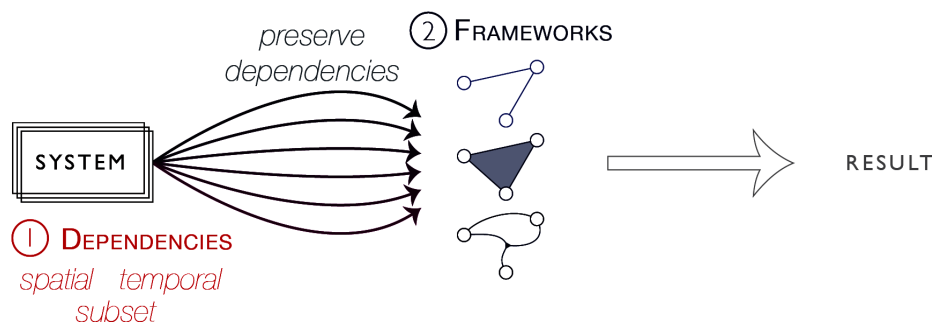 preserve
dependencies
② FRAMEWORKS
SYSTEM
RESULT
① DEPENDENCIES
spatial temporal
subset